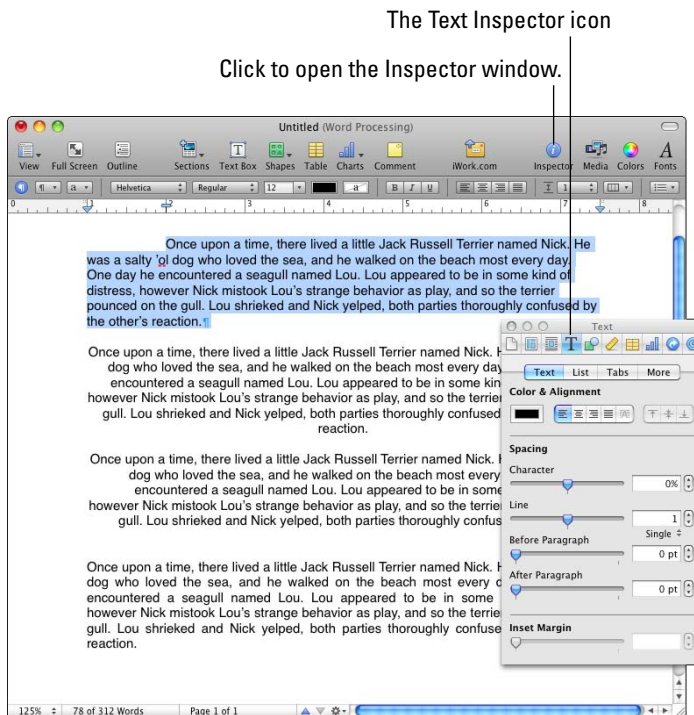 The Text Inspector icon
Click to open the Inspector window.
Untitled (Word Processing)
View Full Screen Outline Sections Text Box Shapes Table Charts Comment iWork.com Inspector Media Colors Fonts
¶ a Helvetica Regular 12 a B I U 1
0 1 2 3 4 5 6 7 8
Once upon a time, there lived a little Jack Russell Terrier named Nick. He
was a salty 'ol dog who loved the sea, and he walked on the beach most every day.
One day he encountered a seagull named Lou. Lou appeared to be in some kind of
distress, however Nick mistook Lou's strange behavior as play, and so the terrier
pounced on the gull. Lou shrieked and Nick yelped, both parties thoroughly confused by
the other's reaction.¶
Once upon a time, there lived a little Jack Russell Terrier named Nick. H
dog who loved the sea, and he walked on the beach most every day
encountered a seagull named Lou. Lou appeared to be in some kin
however Nick mistook Lou's strange behavior as play, and so the terrier
gull. Lou shrieked and Nick yelped, both parties thoroughly confused
reaction.
Once upon a time, there lived a little Jack Russell Terrier named Nick. H
dog who loved the sea, and he walked on the beach most every
encountered a seagull named Lou. Lou appeared to be in some
however Nick mistook Lou's strange behavior as play, and so the terrier
gull. Lou shrieked and Nick yelped, both parties thoroughly confus
Once upon a time, there lived a little Jack Russell Terrier named Nick. H
dog who loved the sea, and he walked on the beach most every d
encountered a seagull named Lou. Lou appeared to be in some
however Nick mistook Lou's strange behavior as play, and so the terrie
gull. Lou shrieked and Nick yelped, both parties thoroughly confuse
reaction.
Text
T
Text List Tabs More
Color & Alignment
Spacing
Character
0%
Line
1
Single
Before Paragraph
0 pt
After Paragraph
0 pt
Inset Margin
125% 78 of 312 Words Page 1 of 1